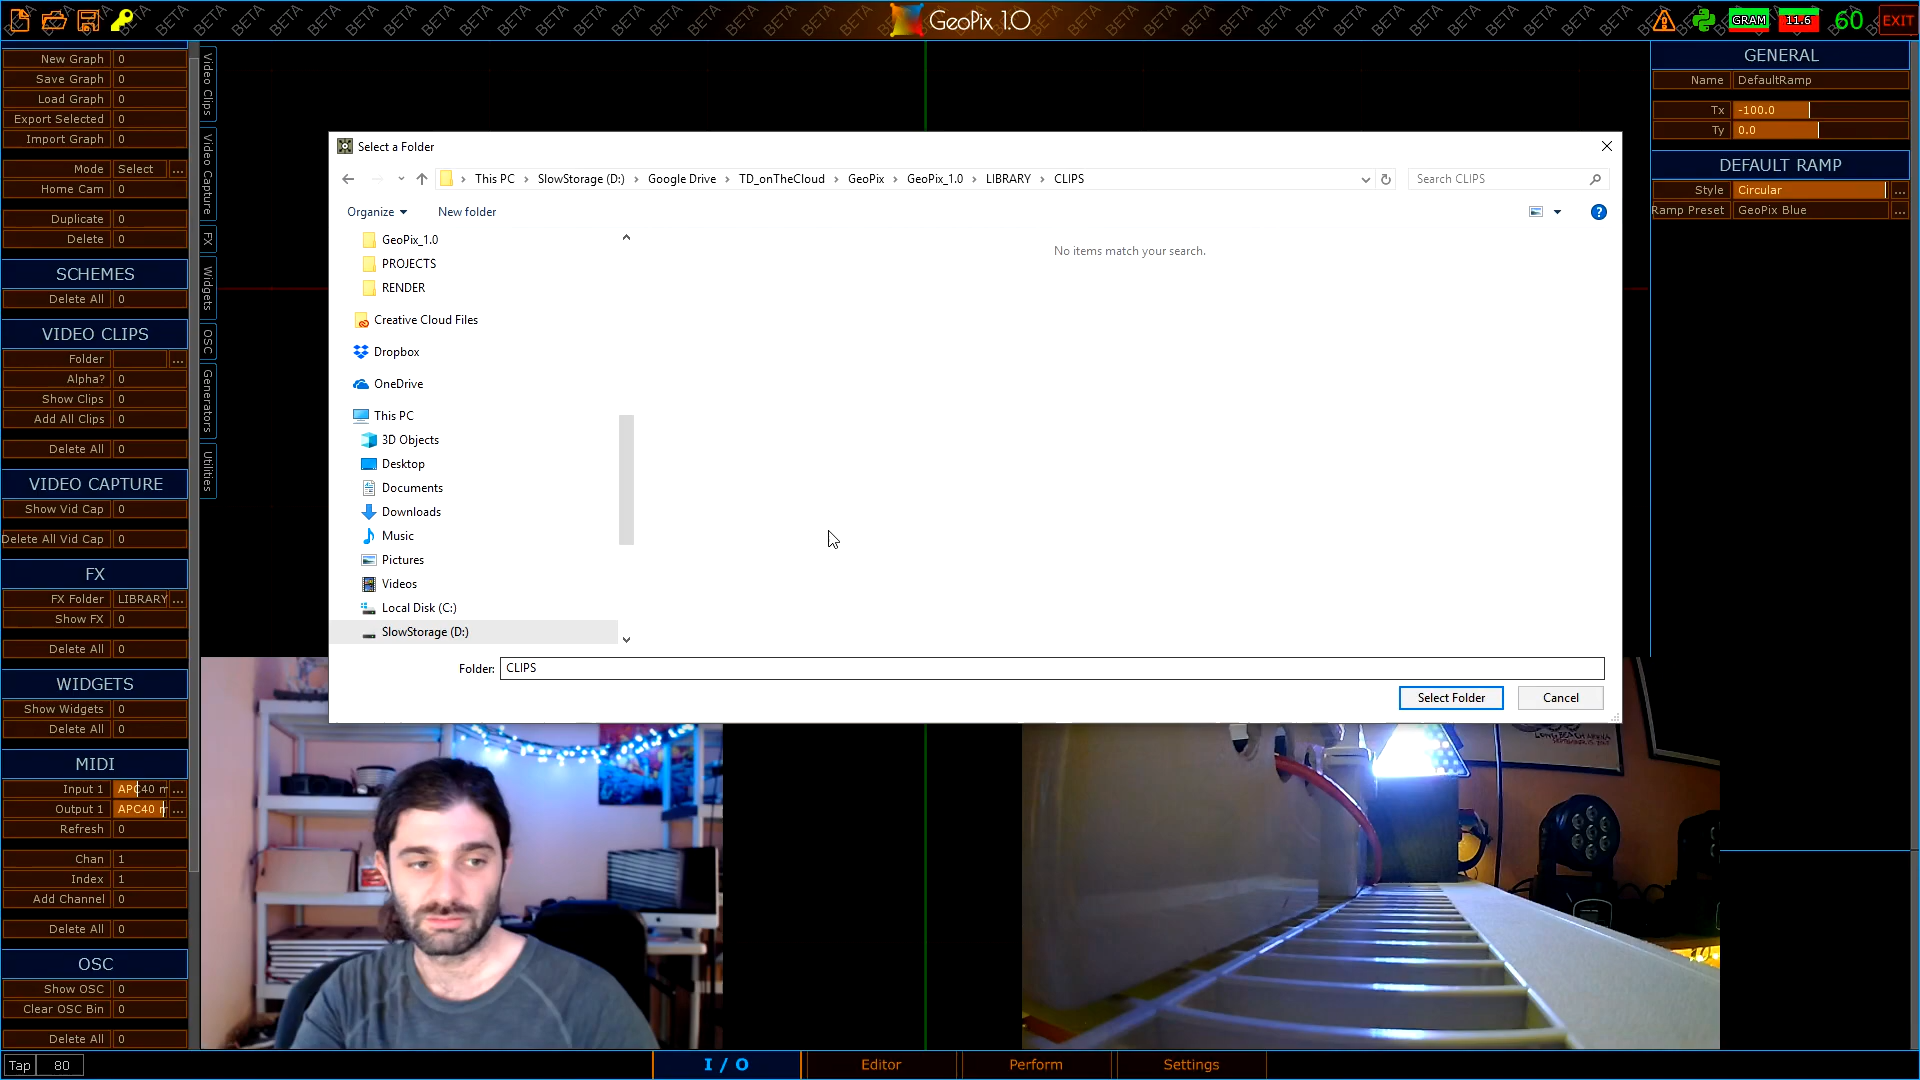 BETA BETA BETA BETA BETA BETA
GeoPix 1.0
GRAM
11.6
60
EXIT
New Graph 0
Save Graph 0
Load Graph 0
Export Selected 0
Import Graph 0
Mode Select ...
Home Cam 0
Duplicate 0
Delete 0
SCHEMES
Delete All 0
VIDEO CLIPS
Folder ...
Alpha? 0
Show Clips 0
Add All Clips 0
Delete All 0
VIDEO CAPTURE
Show Vid Cap 0
Delete All Vid Cap 0
FX
FX Folder LIBRARY ...
Show FX 0
Delete All 0
WIDGETS
Show Widgets 0
Delete All 0
MIDI
Input 1 APC40 m ...
Output 1 APC40 m ...
Refresh 0
Chan 1
Index 1
Add Channel 0
Delete All 0
OSC
Show OSC 0
Clear OSC Bin 0
Delete All 0
Video Clips
Video Capture
FX
Widgets
OSC
Generators
Utilities
Select a Folder
This PC > SlowStorage (D:) > Google Drive > TD_onTheCloud > GeoPix > GeoPix_1.0 > LIBRARY > CLIPS
Search CLIPS
Organize
New folder
?
GeoPix_1.0
PROJECTS
RENDER
Creative Cloud Files
Dropbox
OneDrive
This PC
3D Objects
Desktop
Documents
Downloads
Music
Pictures
Videos
Local Disk (C:)
SlowStorage (D:)
No items match your search.
Folder: CLIPS
Select Folder
Cancel
GENERAL
Name DefaultRamp
Tx -100.0
Ty 0.0
DEFAULT RAMP
Style Circular ...
Ramp Preset GeoPix Blue ...
Tap 80
I / O
Editor
Perform
Settings